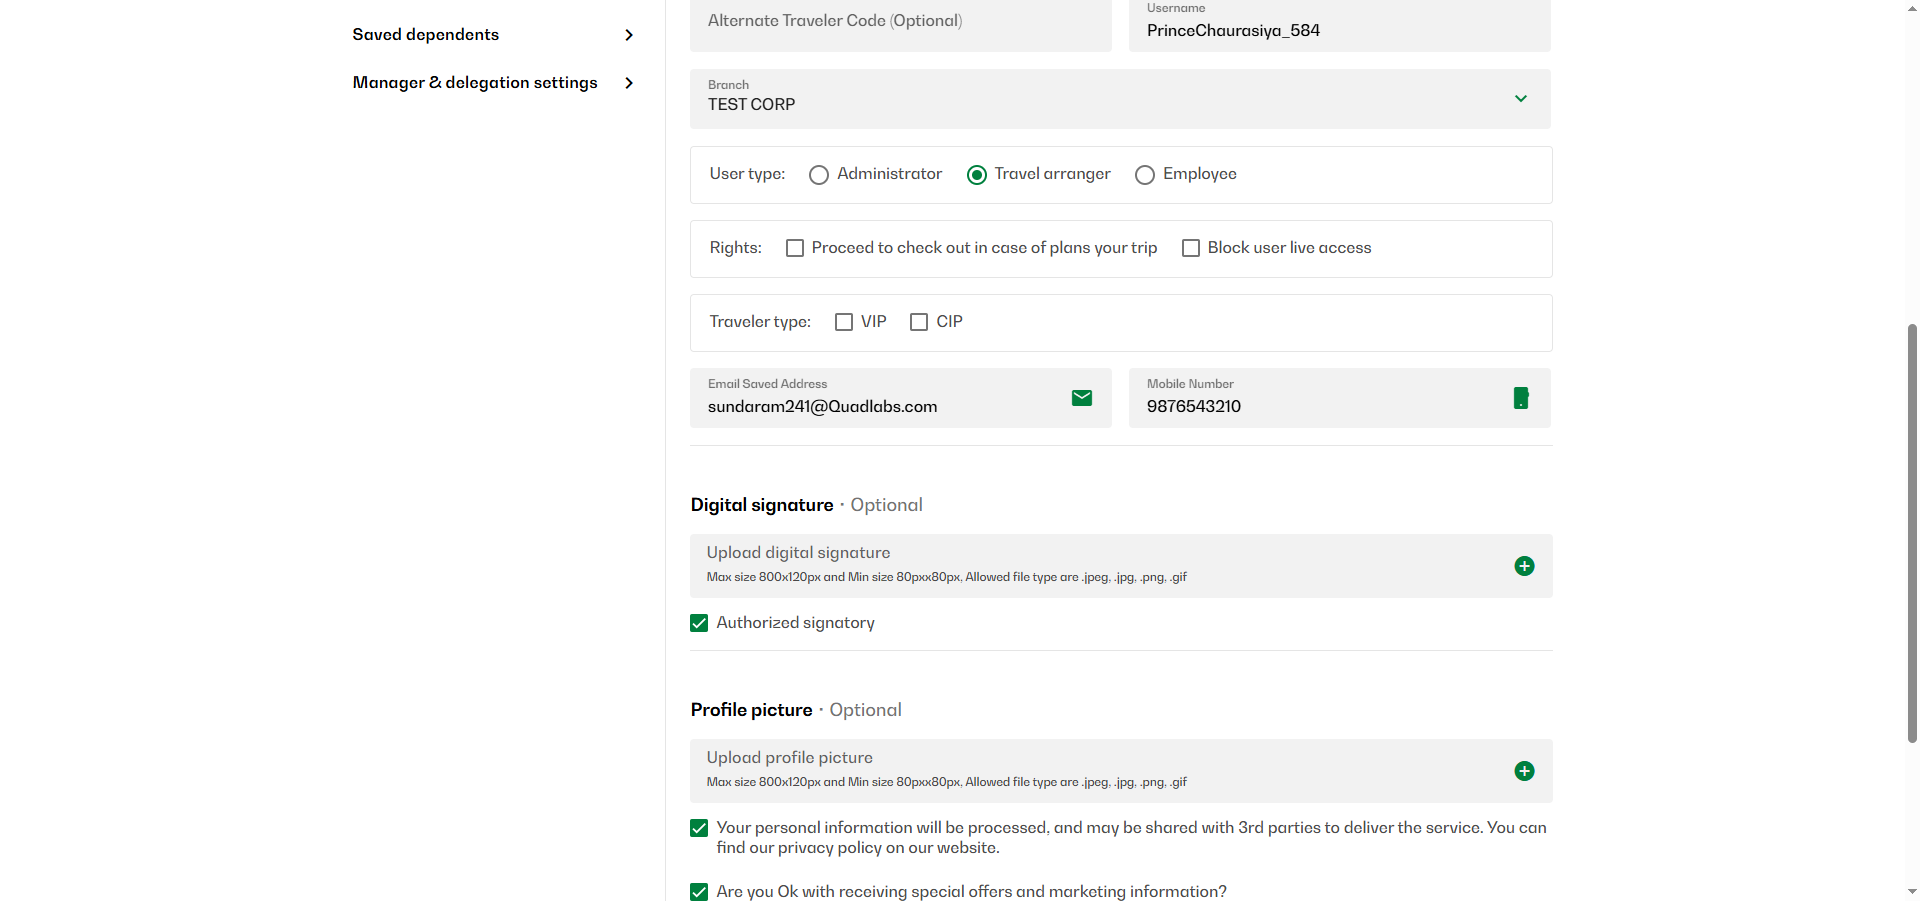 Saved dependents
Manager & delegation settings
Alternate Traveler Code (Optional)
Username
PrinceChaurasiya_584
Branch
TEST CORP
User type: Administrator Travel arranger Employee
Rights: Proceed to check out in case of plans your trip Block user live access
Traveler type: VIP CIP
Email Saved Address
sundaram241@Quadlabs.com
Mobile Number
9876543210
Digital signature · Optional
Upload digital signature
Max size 800x120px and Min size 80pxx80px, Allowed file type are .jpeg, .jpg, .png, .gif
Authorized signatory
Profile picture · Optional
Upload profile picture
Max size 800x120px and Min size 80pxx80px, Allowed file type are .jpeg, .jpg, .png, .gif
Your personal information will be processed, and may be shared with 3rd parties to deliver the service. You can
find our privacy policy on our website.
Are you Ok with receiving special offers and marketing information?